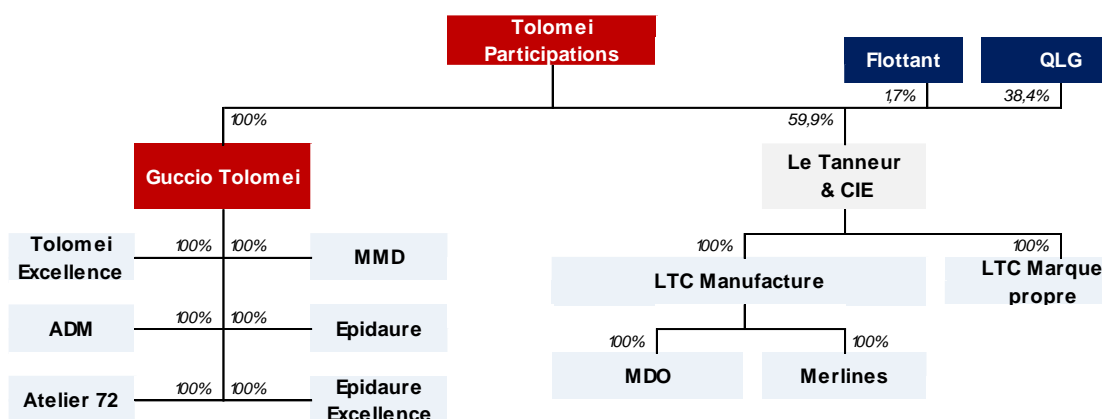 Tolomei
Participations
Flottant
QLG
1,7%
38,4%
100%
59,9%
Guccio Tolomei
Le Tanneur
& CIE
Tolomei
Excellence
100%
100%
MMD
100%
100%
LTC Manufacture
LTC Marque
propre
ADM
100%
100%
Epidaure
100%
100%
MDO
Merlines
Atelier 72
100%
100%
Epidaure
Excellence